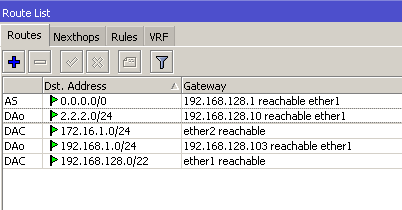 Route List
Routes Nexthops Rules VRF
Dst. Address Gateway
AS 0.0.0.0/0 192.168.128.1 reachable ether1
DAo 2.2.2.0/24 192.168.128.10 reachable ether1
DAC 172.16.1.0/24 ether2 reachable
DAo 192.168.1.0/24 192.168.128.103 reachable ether1
DAC 192.168.128.0/22 ether1 reachable